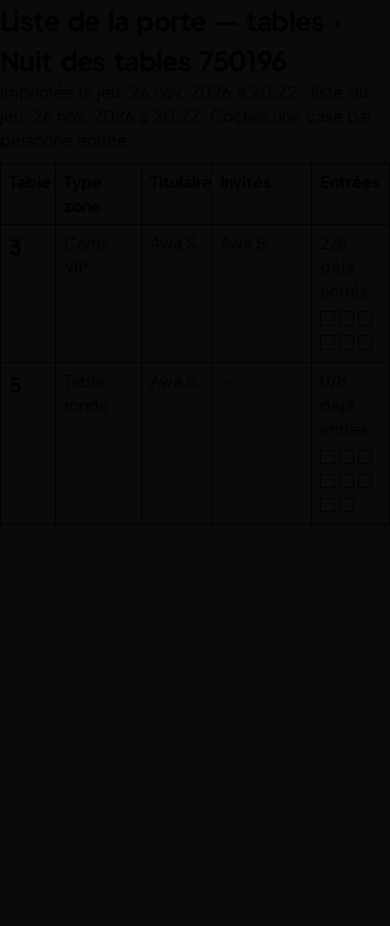 Liste de la porte — tables ·
Nuit des tables 750196
Imprimée le jeu. 26 nov. 2026 à 20:22 · liste du
jeu. 26 nov. 2026 à 20:22. Cochez une case par
personne entrée.
Table Type · Titulaire Invités Entrées
zone
3 Carré Awa S. Awa S. 2/6
VIP déjà
entrés
5 Table Awa S. — 0/8
ronde déjà
entrés